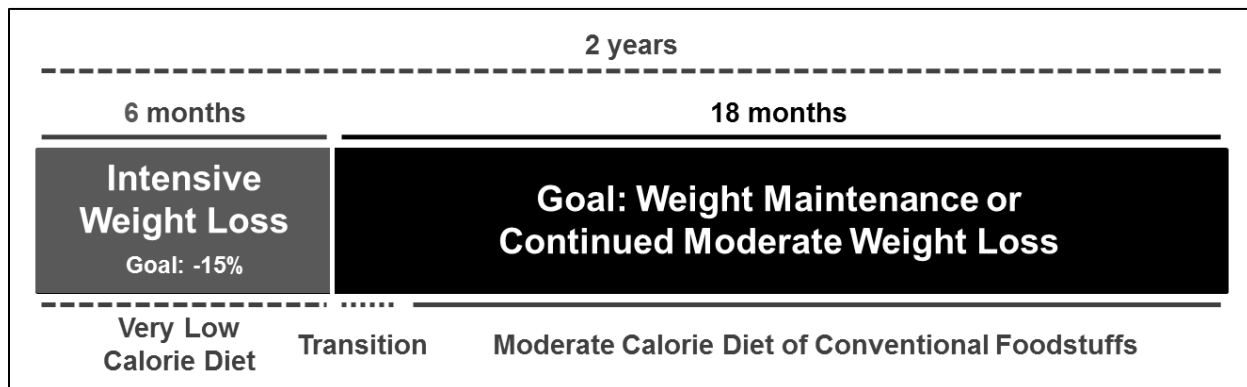 2 years
6 months
18 months
Intensive
Weight Loss
Goal: -15%
Goal: Weight Maintenance or
Continued Moderate Weight Loss
Very Low
Calorie Diet
Transition
Moderate Calorie Diet of Conventional Foodstuffs